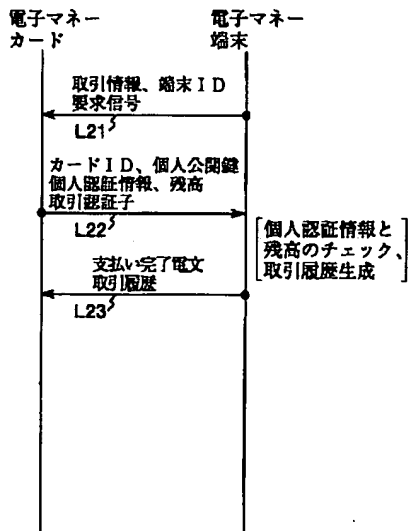 電子マネー
カード
電子マネー
端末
取引情報、端末ID
要求信号
L21
カードID、個人公開鍵
個人認証情報、残高
取引認証子
L22
個人認証情報と
残高のチェック、
取引履歴生成
支払い完了電文
取引履歴
L23